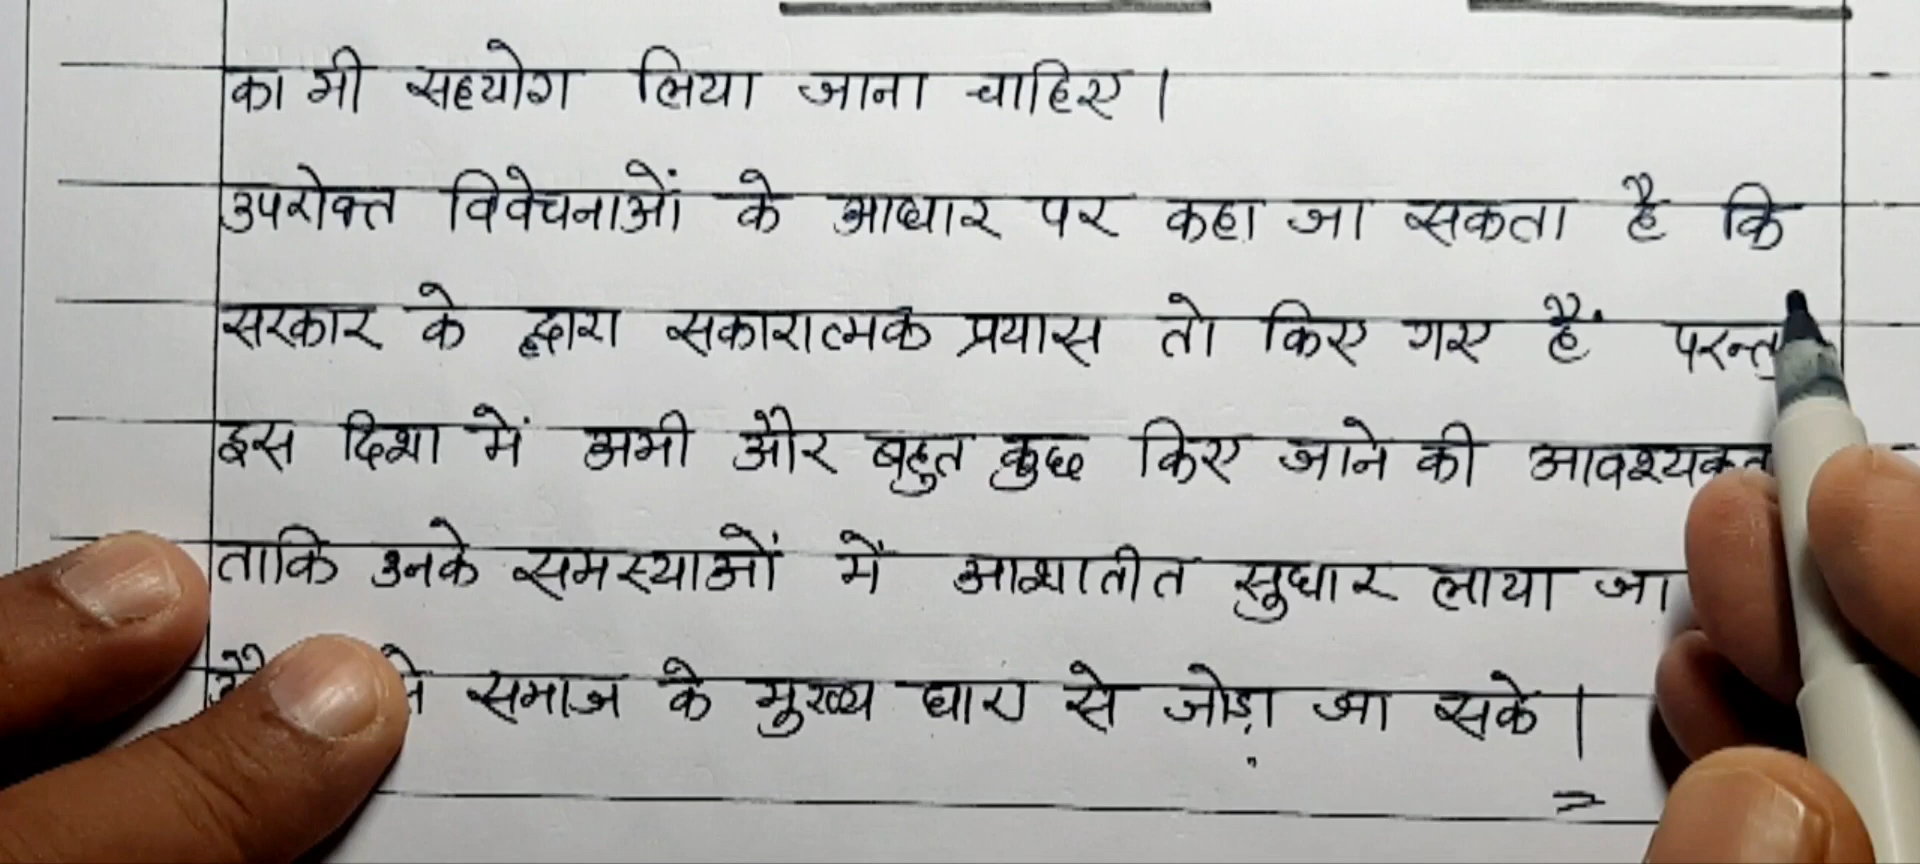 का भी सहयोग लिया जाना चाहिए।
उपरोक्त विवेचनाओं के आधार पर कहा जा सकता है कि
सरकार के द्वारा सकारात्मक प्रयास तो किए गए हैं परन्तु
इस दिशा में अभी और बहुत कुछ किए जाने की
ताकि उनके समस्याओं में आशातीत सुधार लाया जा
समाज के मुख्य धारा से जोड़ा जा सके।